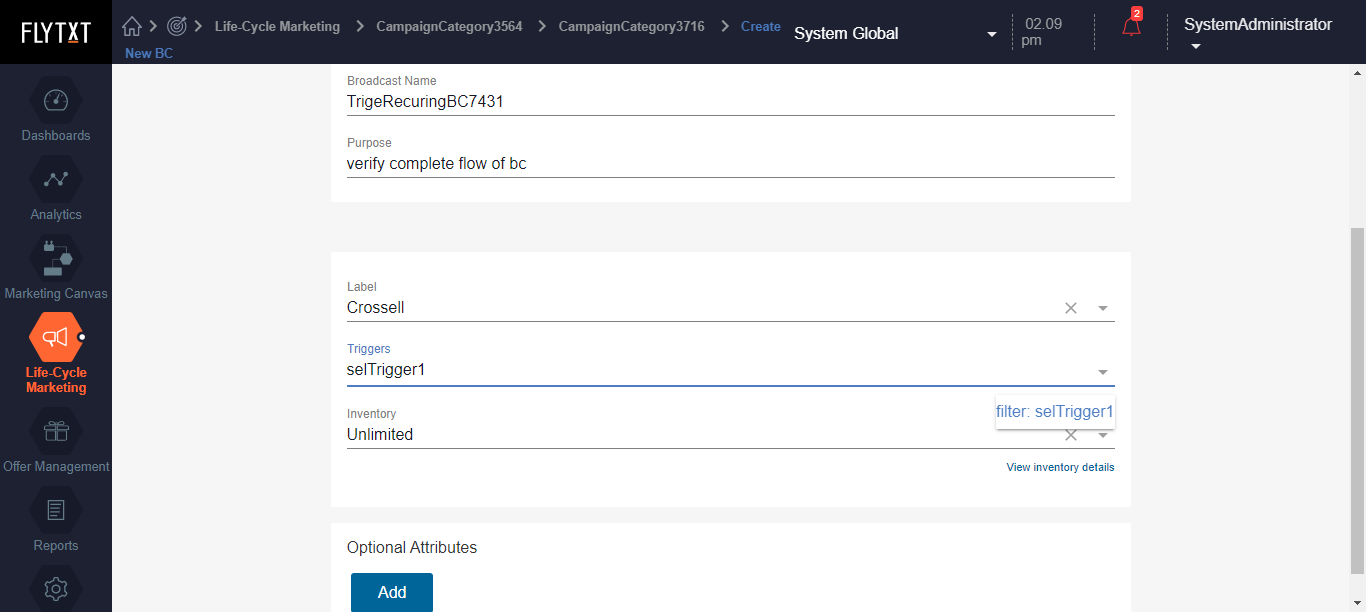 FLYTXT
Life-Cycle Marketing
CampaignCategory3564
CampaignCategory3716
Create
New BC
System Global
02.09
pm
2
SystemAdministrator
Dashboards
Analytics
Marketing Canvas
Life-Cycle
Marketing
Offer Management
Reports
Broadcast Name
TrigeRecuringBC7431
Purpose
verify complete flow of bc
Label
Crossell
Triggers
selTrigger1
filter: selTrigger1
Inventory
Unlimited
View inventory details
Optional Attributes
Add